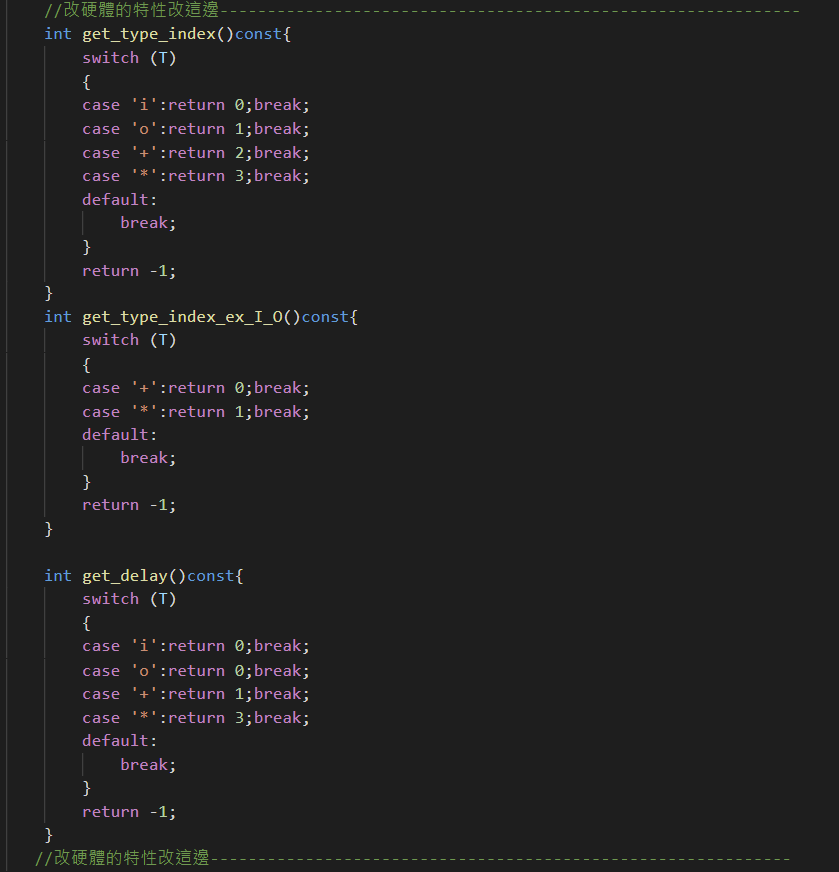 //改硬體的特性改這邊-------------------------------------------------------------
int get_type_index()const{
switch (T)
{
case 'i':return 0;break;
case 'o':return 1;break;
case '+':return 2;break;
case '*':return 3;break;
default:
break;
}
return -1;
}
int get_type_index_ex_I_O()const{
switch (T)
{
case '+':return 0;break;
case '*':return 1;break;
default:
break;
}
return -1;
}
int get_delay()const{
switch (T)
{
case 'i':return 0;break;
case 'o':return 0;break;
case '+':return 1;break;
case '*':return 3;break;
default:
break;
}
return -1;
}
//改硬體的特性改這邊-------------------------------------------------------------